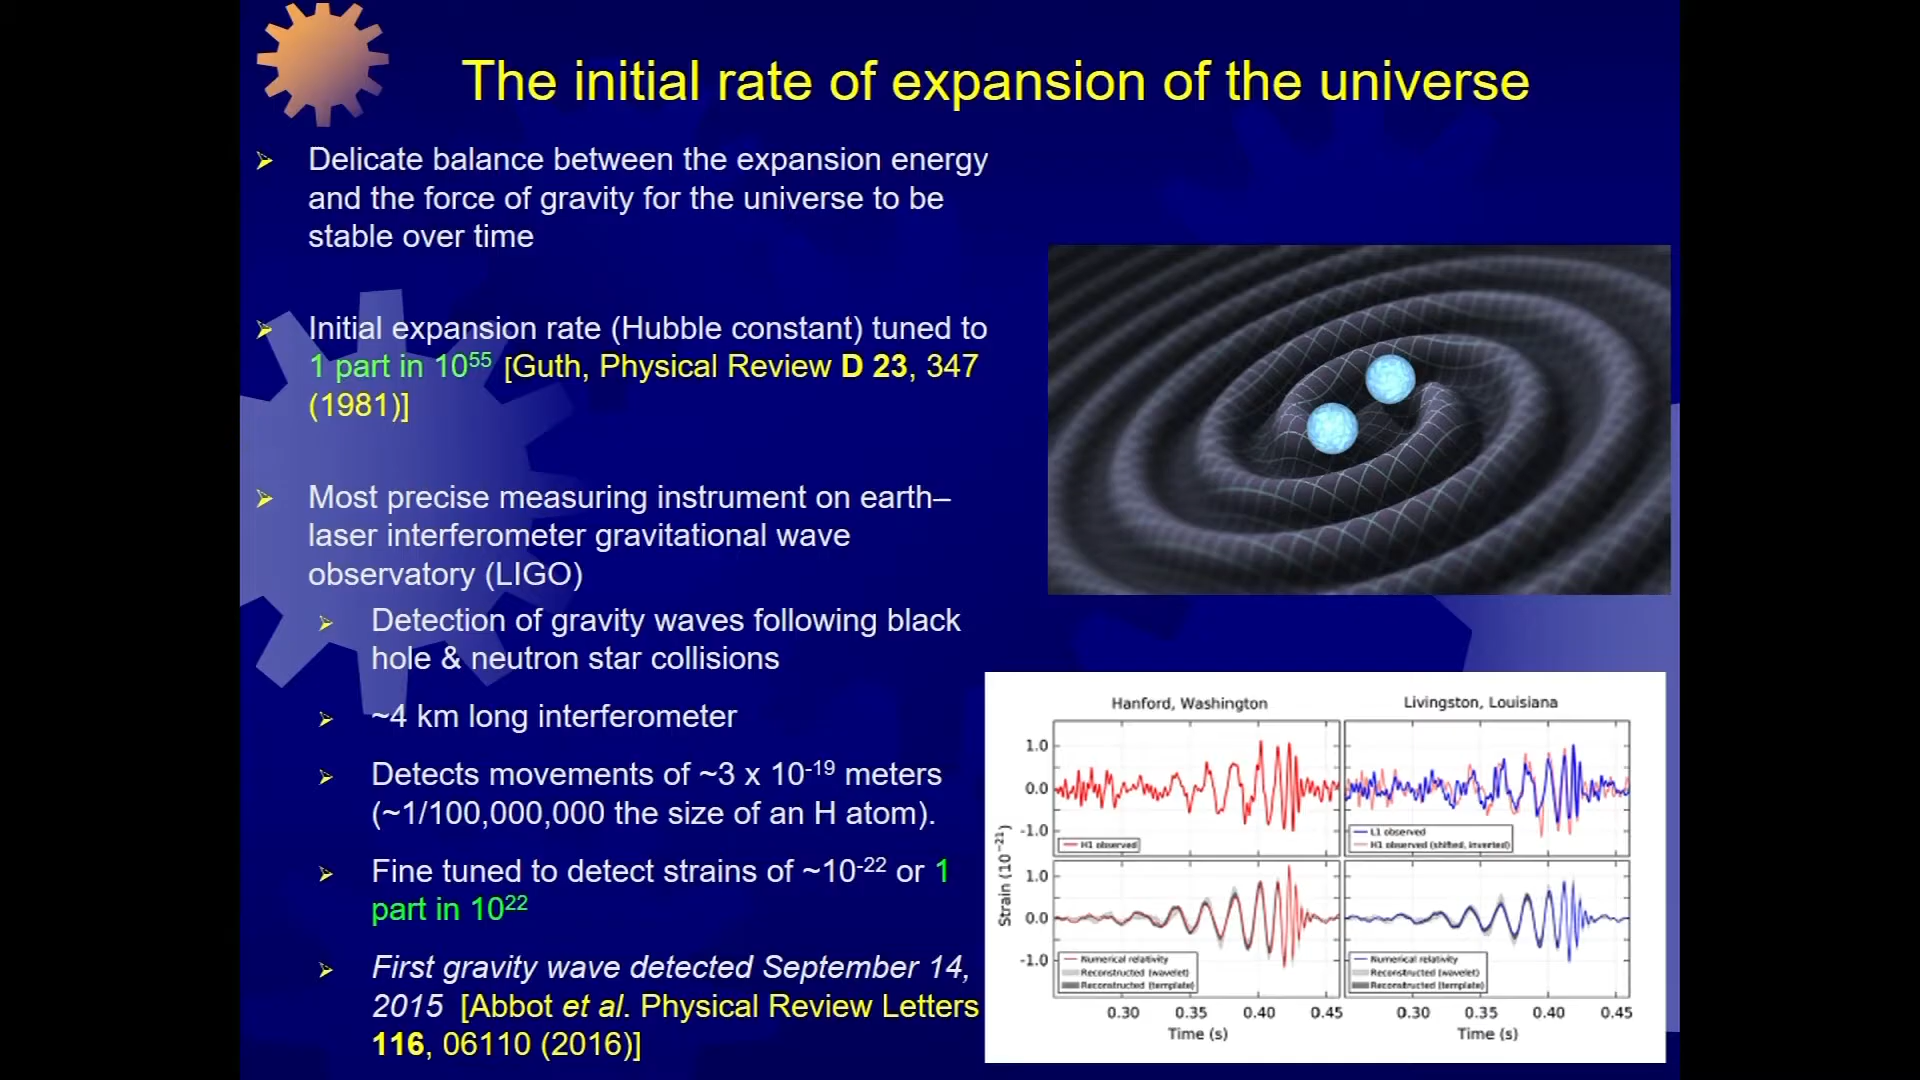 The initial rate of expansion of the universe
Delicate balance between the expansion energy
and the force of gravity for the universe to be
stable over time
Initial expansion rate (Hubble constant) tuned to
1 part in 10⁵⁵ [Guth, Physical Review D 23, 347
(1981)]
Most precise measuring instrument on earth–
laser interferometer gravitational wave
observatory (LIGO)
Detection of gravity waves following black
hole & neutron star collisions
~4 km long interferometer
Detects movements of ~3 x 10⁻¹⁹ meters
(~1/100,000,000 the size of an H atom).
Fine tuned to detect strains of ~10⁻²² or 1
part in 10²²
First gravity wave detected September 14,
2015 [Abbot et al. Physical Review Letters
116, 06110 (2016)]
Hanford, Washington
Livingston, Louisiana
1.0
0.0
-1.0
H1 observed
L1 observed
H1 observed (shifted, inverted)
Strain (10⁻²¹)
1.0
0.0
-1.0
Numerical relativity
Reconstructed (wavelet)
Reconstructed (template)
Numerical relativity
Reconstructed (wavelet)
Reconstructed (template)
0.30 0.35 0.40 0.45
0.30 0.35 0.40 0.45
Time (s)
Time (s)